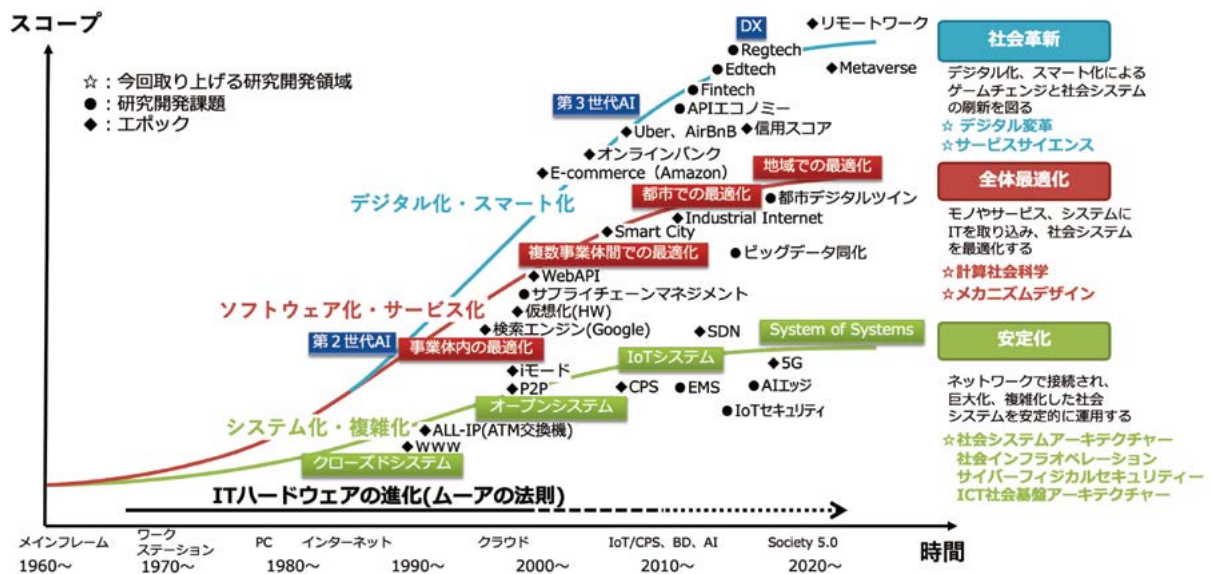 スコープ
☆：今回取り上げる研究開発領域
●：研究開発課題
◆：エポック
DX
◆リモートワーク
●Regtech
●Edtech
◆Metaverse
●Fintech
第３世代AI
●APIエコノミー
◆Uber、AirBnB
◆信用スコア
◆オンラインバンク
◆E-commerce（Amazon）
地域での最適化
都市での最適化
●都市デジタルツイン
デジタル化・スマート化
◆Industrial Internet
◆Smart City
複数事業体間での最適化
●ビッグデータ同化
◆WebAPI
●サプライチェーンマネジメント
ソフトウェア化・サービス化
◆仮想化(HW)
◆検索エンジン(Google)
◆SDN
System of Systems
第２世代AI
事業体内の最適化
IoTシステム
◆iモード
◆5G
◆P2P
◆CPS
●EMS
●AIエッジ
オープンシステム
●IoTセキュリティ
システム化・複雑化
◆ALL-IP(ATM交換機)
◆WWW
クローズドシステム
ITハードウェアの進化(ムーアの法則)
社会革新
デジタル化、スマート化による
ゲームチェンジと社会システム
の刷新を図る
☆デジタル変革
☆サービスサイエンス
全体最適化
モノやサービス、システムに
ITを取り込み、社会システム
を最適化する
☆計算社会科学
☆メカニズムデザイン
安定化
ネットワークで接続され、
巨大化、複雑化した社会
システムを安定的に運用する
☆社会システムアーキテクチャー
社会インフラオペレーション
サイバーフィジカルセキュリティー
ICT社会基盤アーキテクチャー
時間
メインフレーム
1960～
ワーク
ステーション
1970～
PC
1980～
インターネット
1990～
クラウド
2000～
IoT/CPS、BD、AI
2010～
Society 5.0
2020～